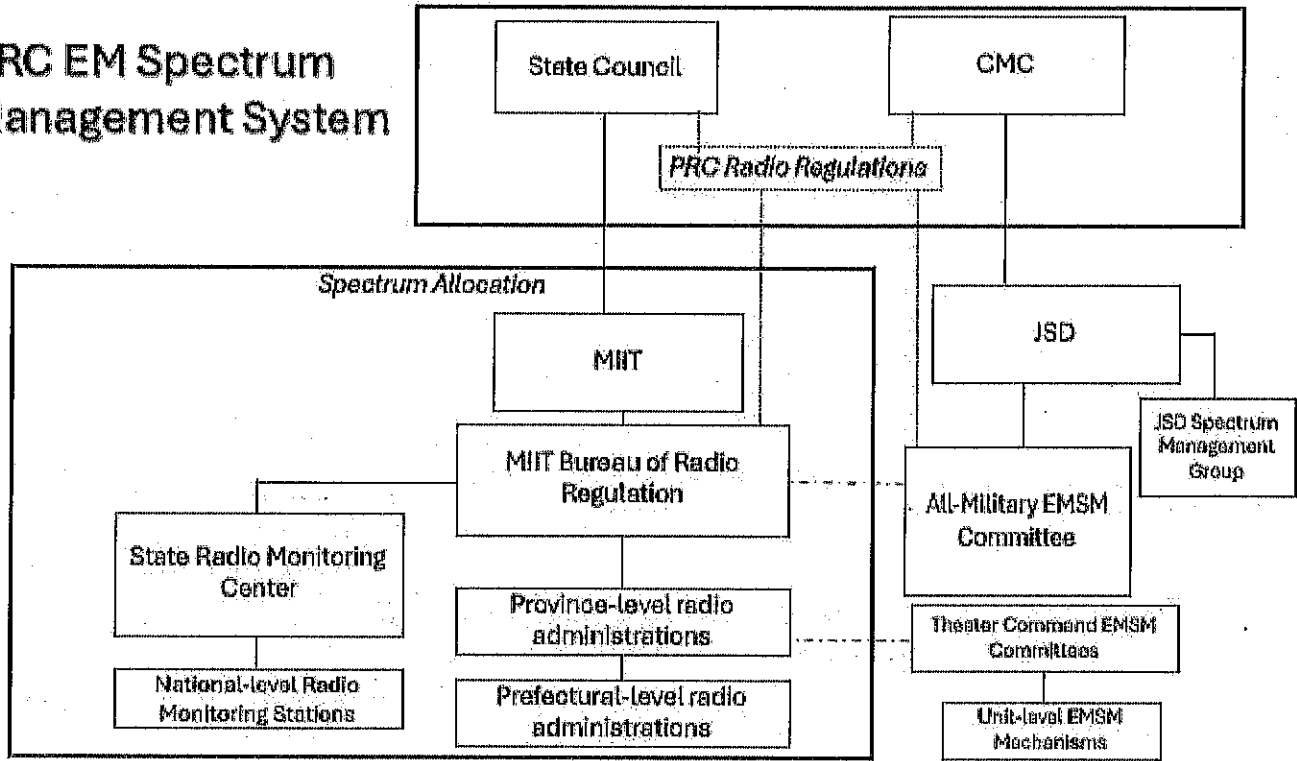 RC EM Spectrum
anagement System
State Council
CMC
PRC Radio Regulations
Spectrum Allocation
MIIT
JSD
JSD Spectrum
Management
Group
MIIT Bureau of Radio
Regulation
All-Military EMSM
Committee
State Radio Monitoring
Center
Province-level radio
administrations
Theater Command EMSM
Committees
National-level Radio
Monitoring Stations
Prefectural-level radio
administrations
Unit-level EMSM
Mechanisms